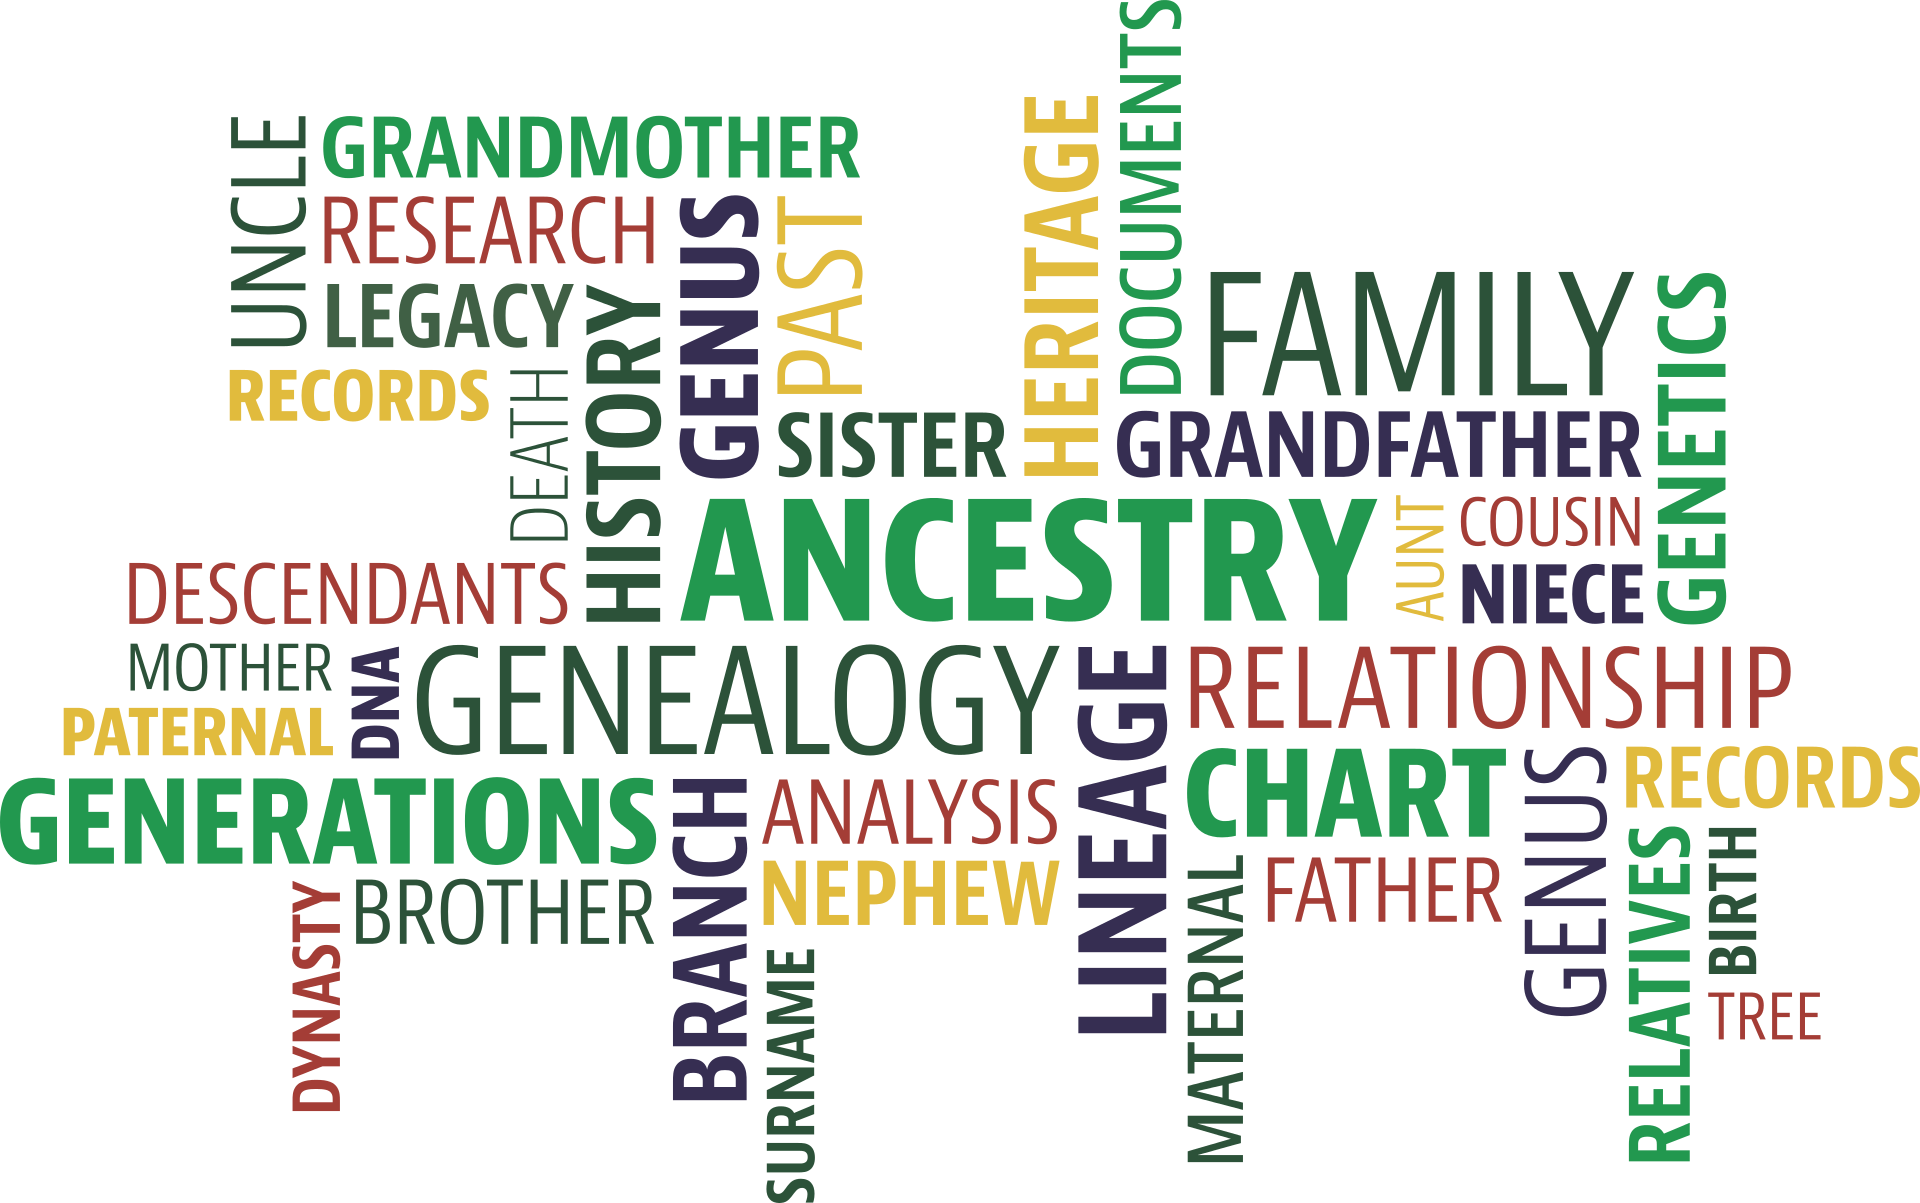 DOCUMENTS
HERITAGE
UNCLE
GRANDMOTHER
RESEARCH
GENUS
PAST
LEGACY
HISTORY
FAMILY
GENETICS
RECORDS
DEATH
SISTER
GRANDFATHER
ANCESTRY
AUNT
COUSIN
NIECE
DESCENDANTS
MOTHER
DNA
GENEALOGY
LINEAGE
RELATIONSHIP
PATERNAL
CHART
GENUS
RECORDS
GENERATIONS
BRANCH
ANALYSIS
NEPHEW
MATERNAL
FATHER
RELATIVES
BIRTH
DYNASTY
BROTHER
SURNAME
TREE